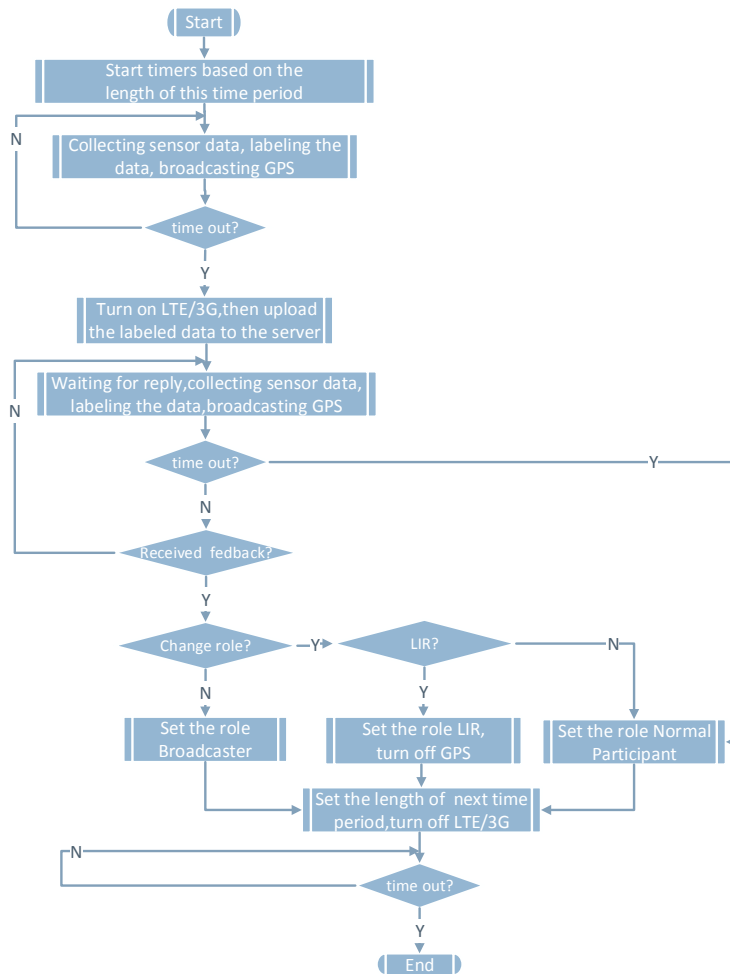 Start
Start timers based on the
length of this time period
N
Collecting sensor data, labeling the
data, broadcasting GPS
time out?
Y
Turn on LTE/3G,then upload
the labeled data to the server
Waiting for reply,collecting sensor data,
labeling the data,broadcasting GPS
N
time out?
Y
N
Received fedback?
Y
Change role?
Y
LIR?
N
N
Y
Set the role
Broadcaster
Set the role LIR,
turn off GPS
Set the role Normal
Participant
Set the length of next time
period,turn off LTE/3G
N
time out?
Y
End